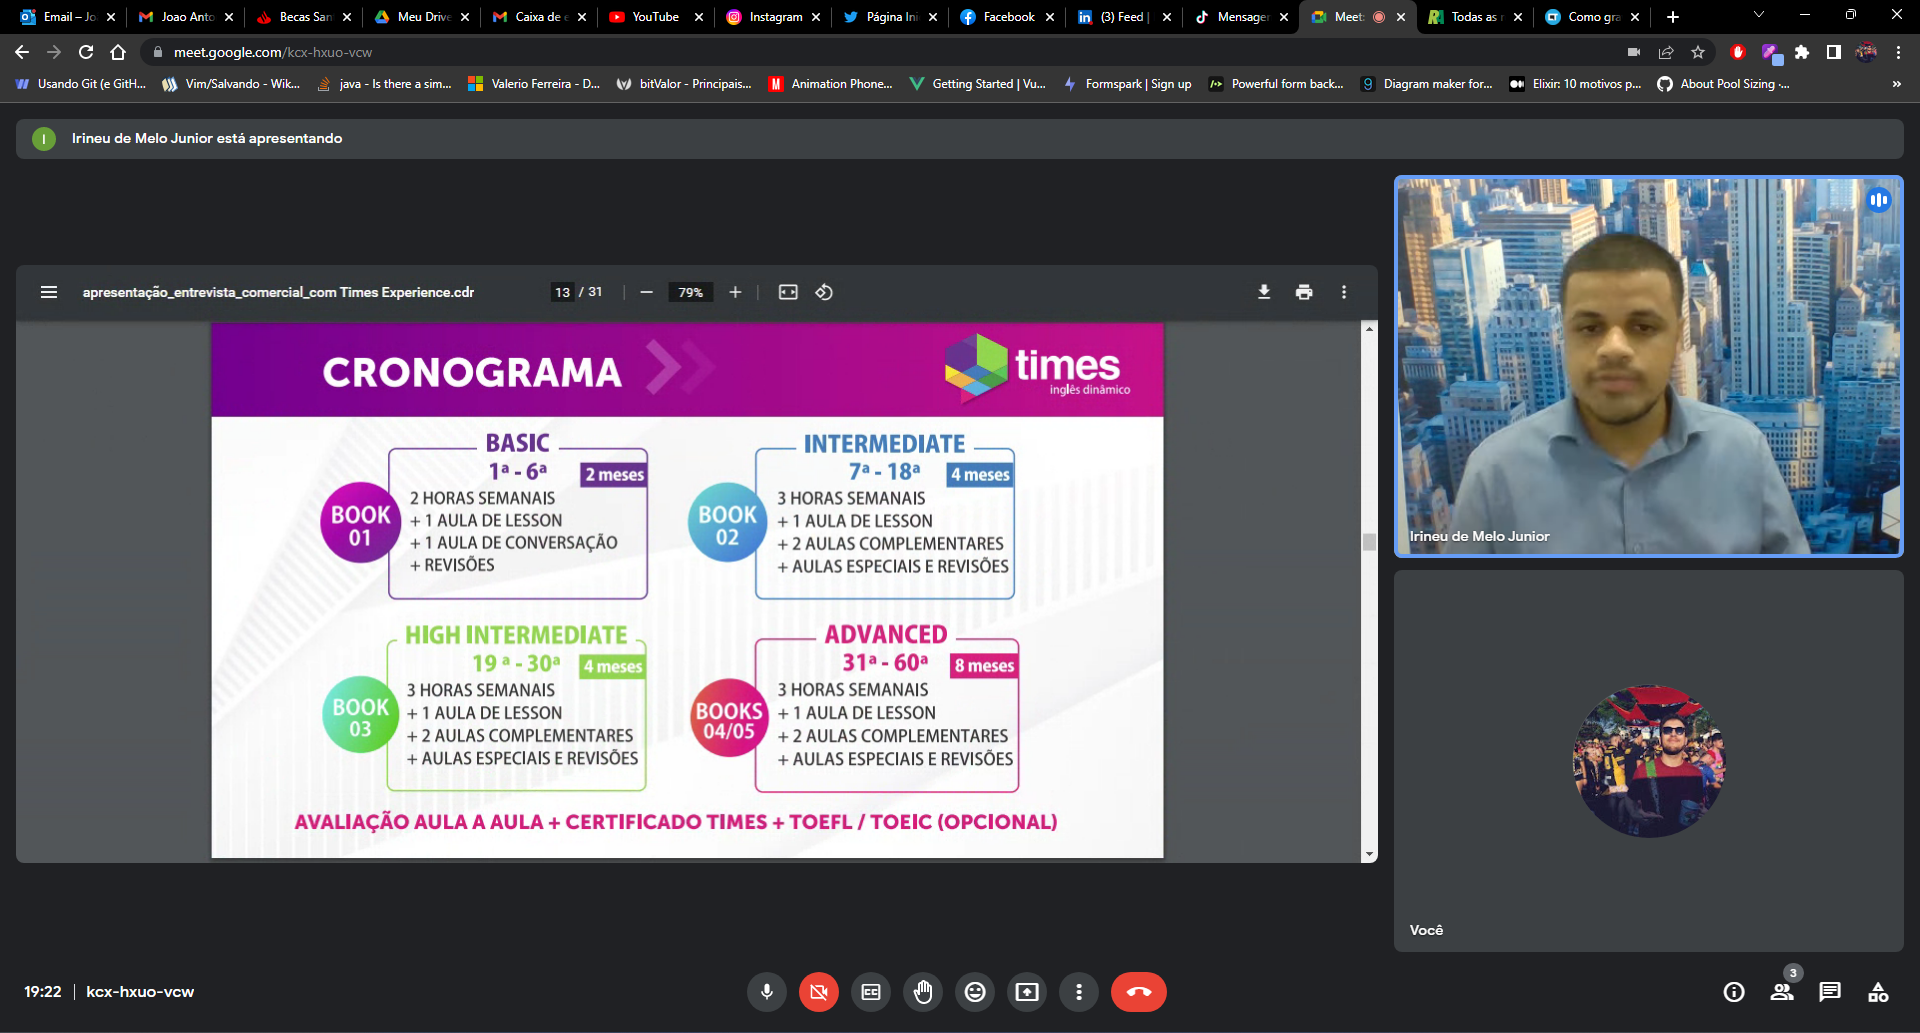 Email – Jo
Joao Anto
Becas San
Meu Drive
Caixa de e
YouTube
Instagram
Página Ini
Facebook
(3) Feed |
Mensager
Meet:
Todas as r
Como gra
meet.google.com/kcx-hxuo-vcw
Usando Git (e GitH...
Vim/Salvando - Wik...
java - Is there a sim...
Valerio Ferreira - D...
bitValor - Principais...
Animation Phone...
Getting Started | Vu...
Formspark | Sign up
Powerful form back...
Diagram maker for...
Elixir: 10 motivos p...
About Pool Sizing ·...
»
I
Irineu de Melo Junior está apresentando
apresentação_entrevista_comercial_com Times Experience.cdr
13 / 31
79%
CRONOGRAMA
times
inglês dinâmico
BASIC
1ª - 6ª
2 meses
BOOK
01
2 HORAS SEMANAIS
+ 1 AULA DE LESSON
+ 1 AULA DE CONVERSAÇÃO
+ REVISÕES
INTERMEDIATE
7ª - 18ª
4 meses
BOOK
02
3 HORAS SEMANAIS
+ 1 AULA DE LESSON
+ 2 AULAS COMPLEMENTARES
+ AULAS ESPECIAIS E REVISÕES
HIGH INTERMEDIATE
19 ª - 30ª
4 meses
BOOK
03
3 HORAS SEMANAIS
+ 1 AULA DE LESSON
+ 2 AULAS COMPLEMENTARES
+ AULAS ESPECIAIS E REVISÕES
ADVANCED
31ª - 60ª
8 meses
BOOKS
04/05
3 HORAS SEMANAIS
+ 1 AULA DE LESSON
+ 2 AULAS COMPLEMENTARES
+ AULAS ESPECIAIS E REVISÕES
AVALIAÇÃO AULA A AULA + CERTIFICADO TIMES + TOEFL / TOEIC (OPCIONAL)
Irineu de Melo Junior
Você
19:22 | kcx-hxuo-vcw
3